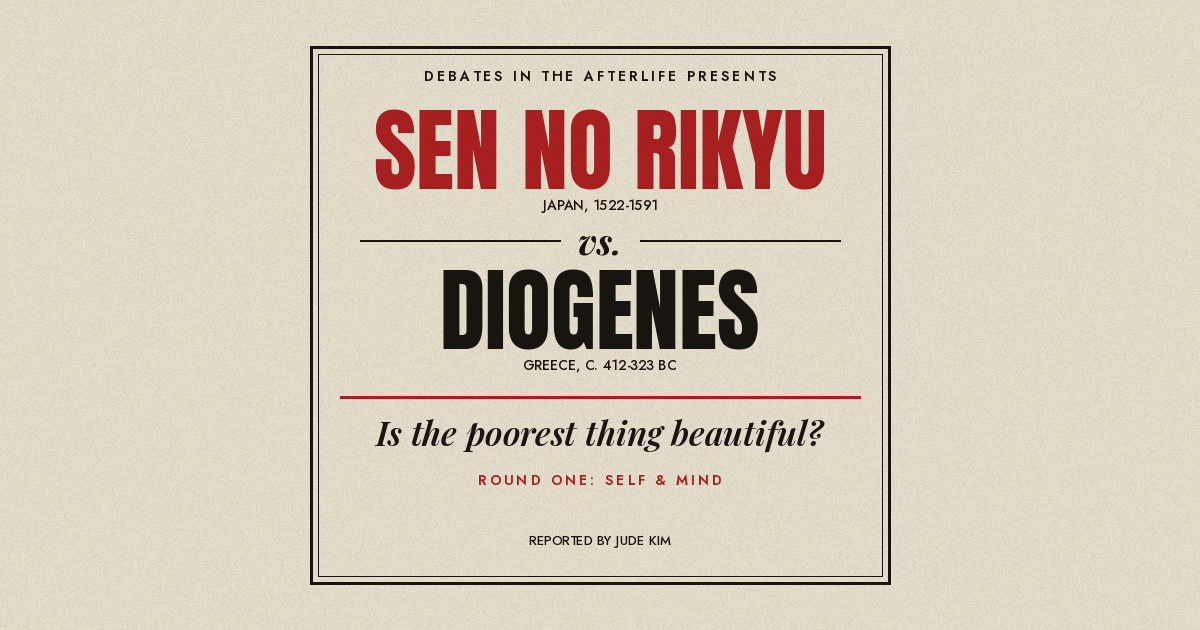 DEBATES IN THE AFTERLIFE PRESENTS
SEN NO RIKYU
JAPAN, 1522-1591
vs.
DIOGENES
GREECE, C. 412-323 BC
Is the poorest thing beautiful?
ROUND ONE: SELF & MIND
REPORTED BY JUDE KIM